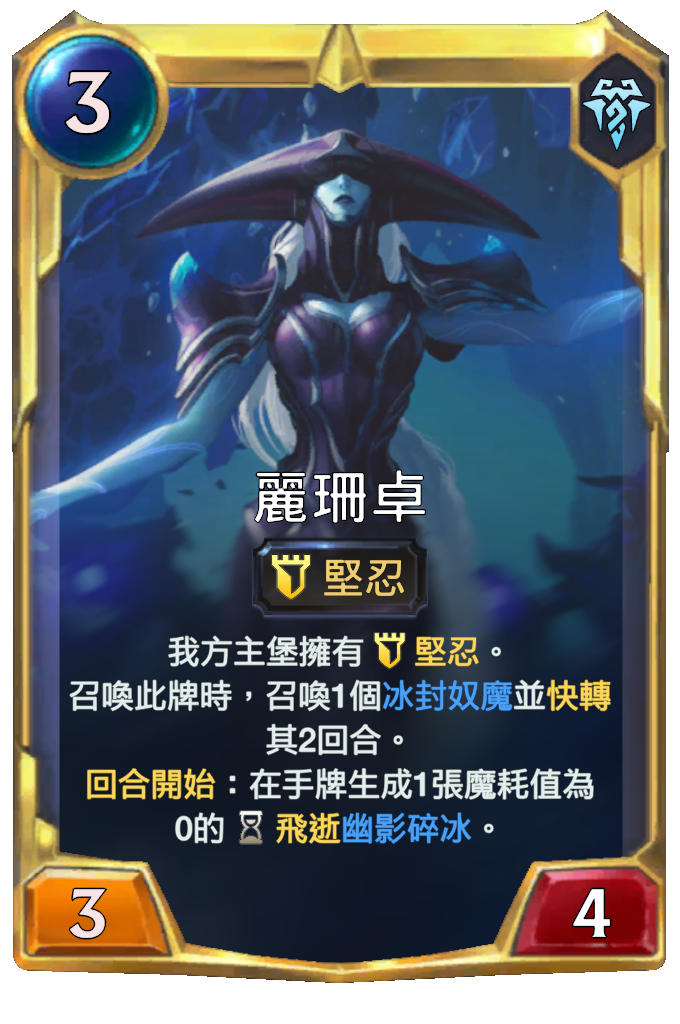 3
麗珊卓
堅忍
我方主堡擁有 堅忍。
召喚此牌時，召喚1個冰封奴魔並快轉
其2回合。
回合開始：在手牌生成1張魔耗值為
0的 飛逝幽影碎冰。
3
4